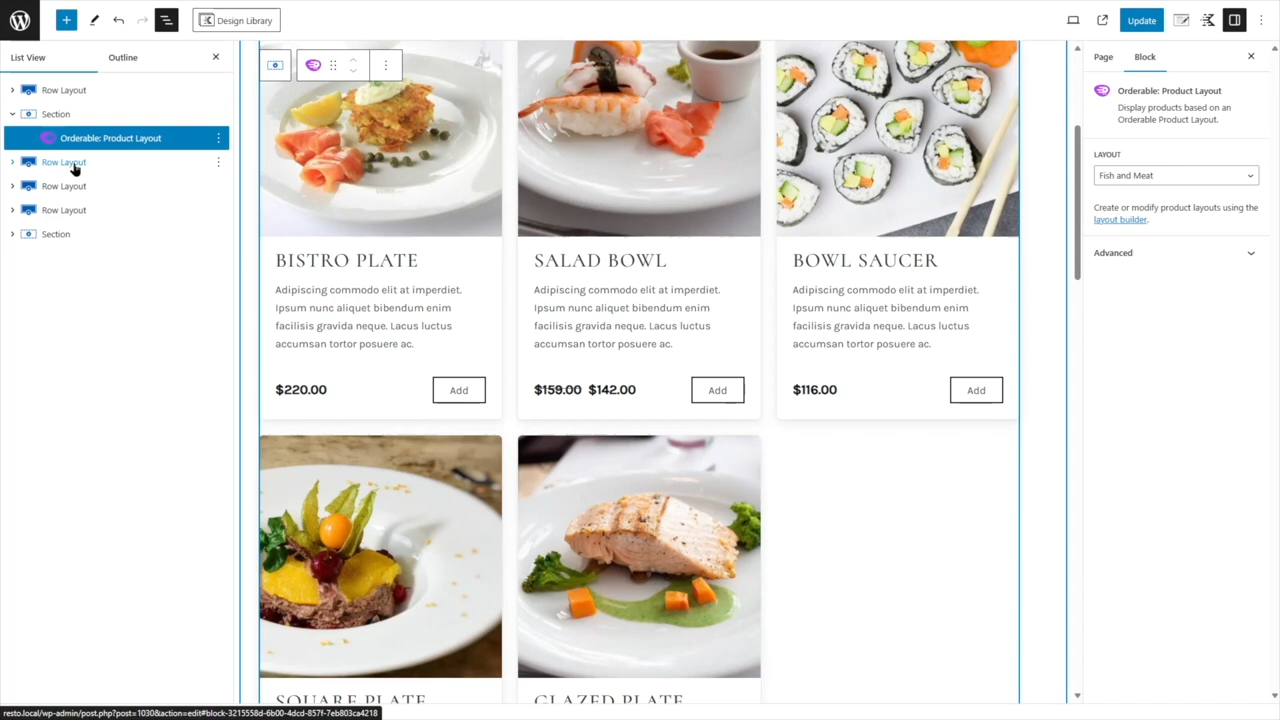 Design Library
Update
List View
Outline
Row Layout
Section
Orderable: Product Layout
Row Layout
Row Layout
Row Layout
Section
BISTRO PLATE
Adipiscing commodo elit at imperdiet.
Ipsum nunc aliquet bibendum enim
facilisis gravida neque. Lacus luctus
accumsan tortor posuere ac.
$220.00
Add
SALAD BOWL
Adipiscing commodo elit at imperdiet.
Ipsum nunc aliquet bibendum enim
facilisis gravida neque. Lacus luctus
accumsan tortor posuere ac.
$159.00 $142.00
Add
BOWL SAUCER
Adipiscing commodo elit at imperdiet.
Ipsum nunc aliquet bibendum enim
facilisis gravida neque. Lacus luctus
accumsan tortor posuere ac.
$116.00
Add
SQUARE PLATE
GLAZED PLATE
Page
Block
Orderable: Product Layout
Display products based on an
Orderable Product Layout.
LAYOUT
Fish and Meat
Create or modify product layouts using the
layout builder.
Advanced
resto.local/wp-admin/post.php?post=1030&action=edit#block-3215558d-6b00-4dcd-857f-7eb803ca4218